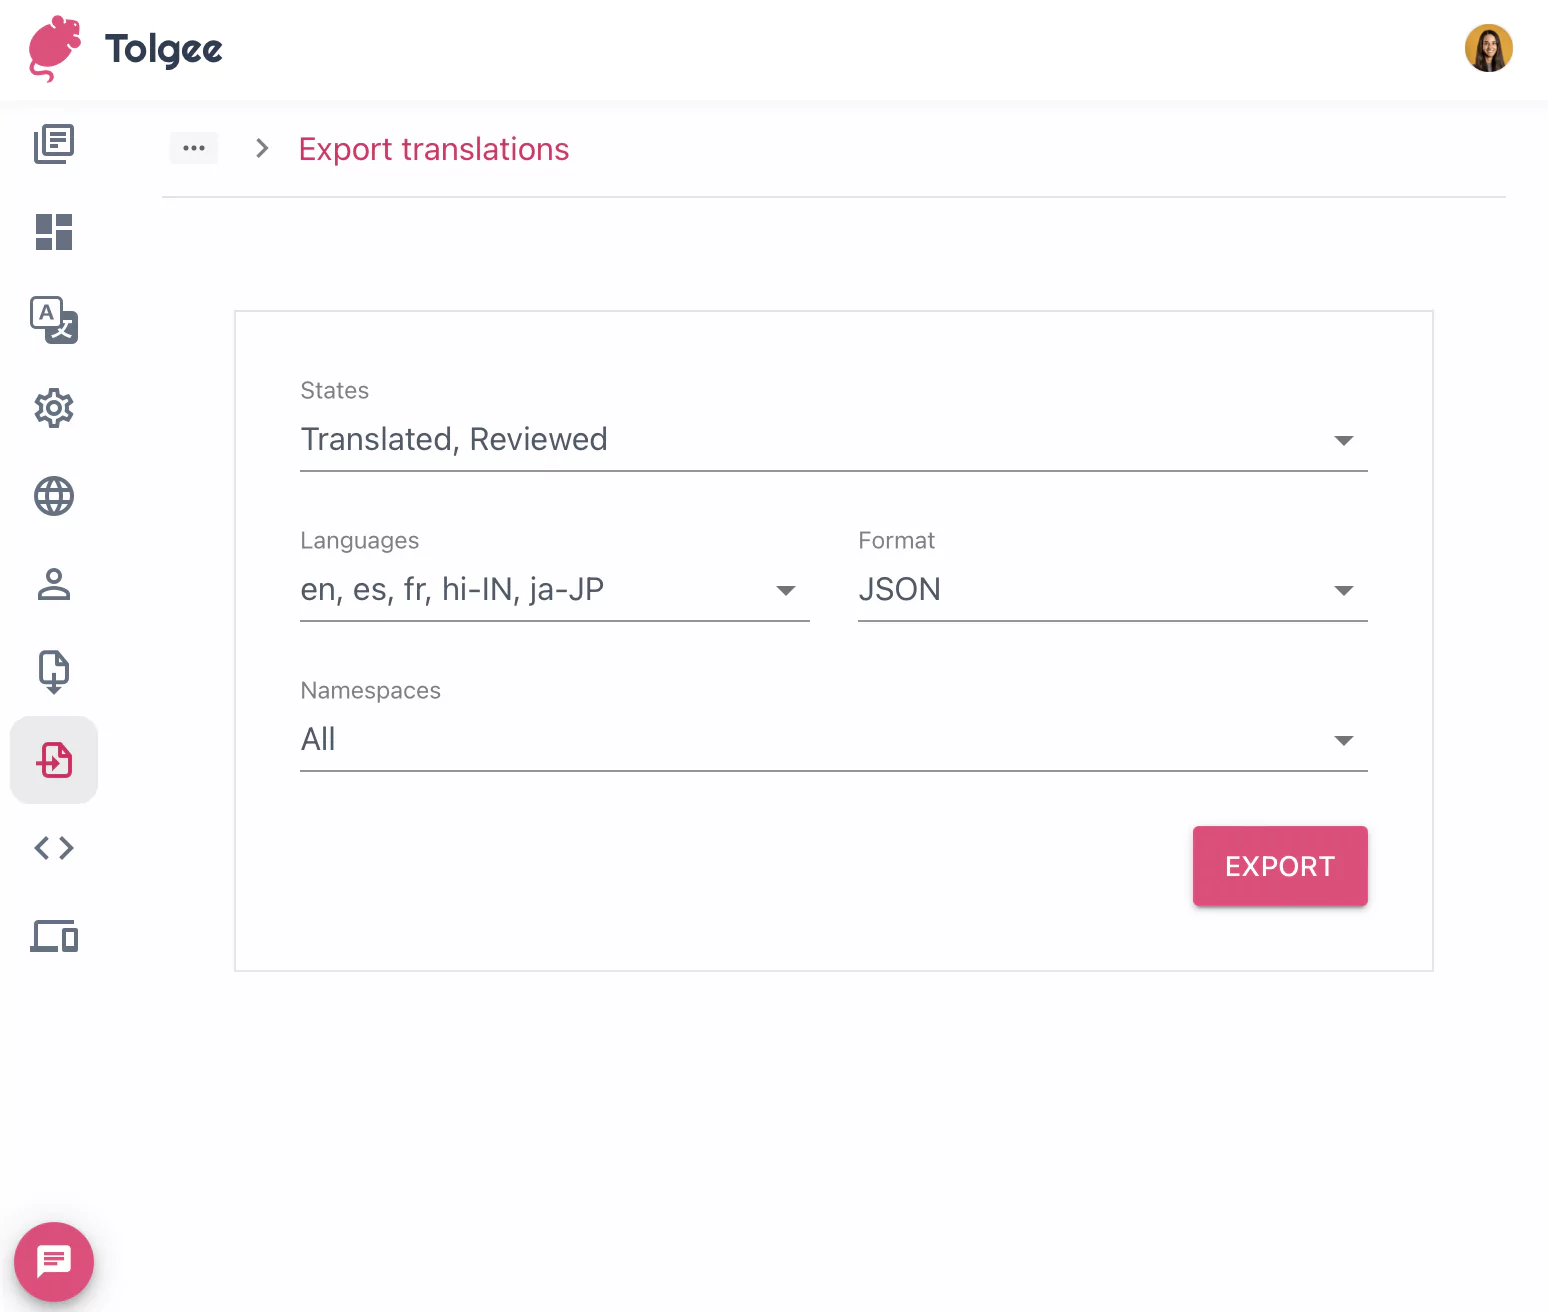 Tolgee
... > Export translations
States
Translated, Reviewed
Languages
Format
en, es, fr, hi-IN, ja-JP
JSON
Namespaces
All
EXPORT